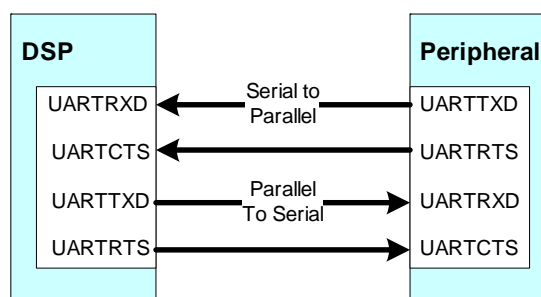 DSP
Peripheral
UARTRXD
Serial to
Parallel
UARTTXD
UARTCTS
UARTRTS
UARTTXD
Parallel
To Serial
UARTRXD
UARTRTS
UARTCTS